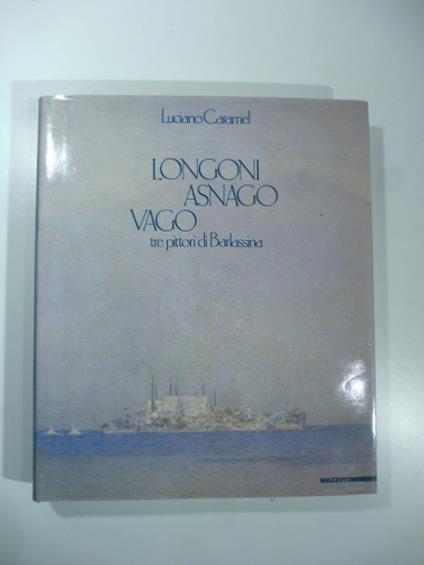 Luciano Caramel
LONGONI
ASNAGO
VAGO
tre pittori di Barlassina
MAZZOTTA